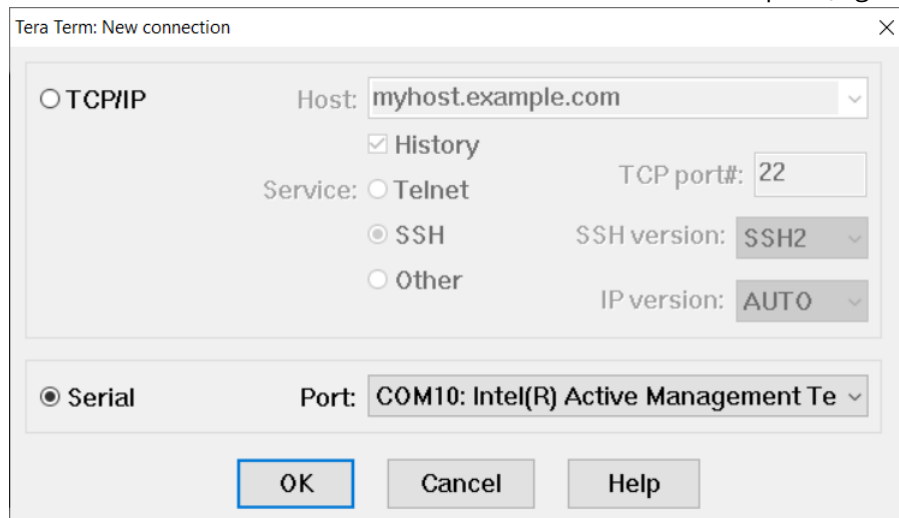 Tera Term: New connection
TCP/IP Host: myhost.example.com
History
Service: Telnet TCP port#: 22
SSH SSH version: SSH2
Other IP version: AUTO
Serial Port: COM10: Intel(R) Active Management Te
OK Cancel Help